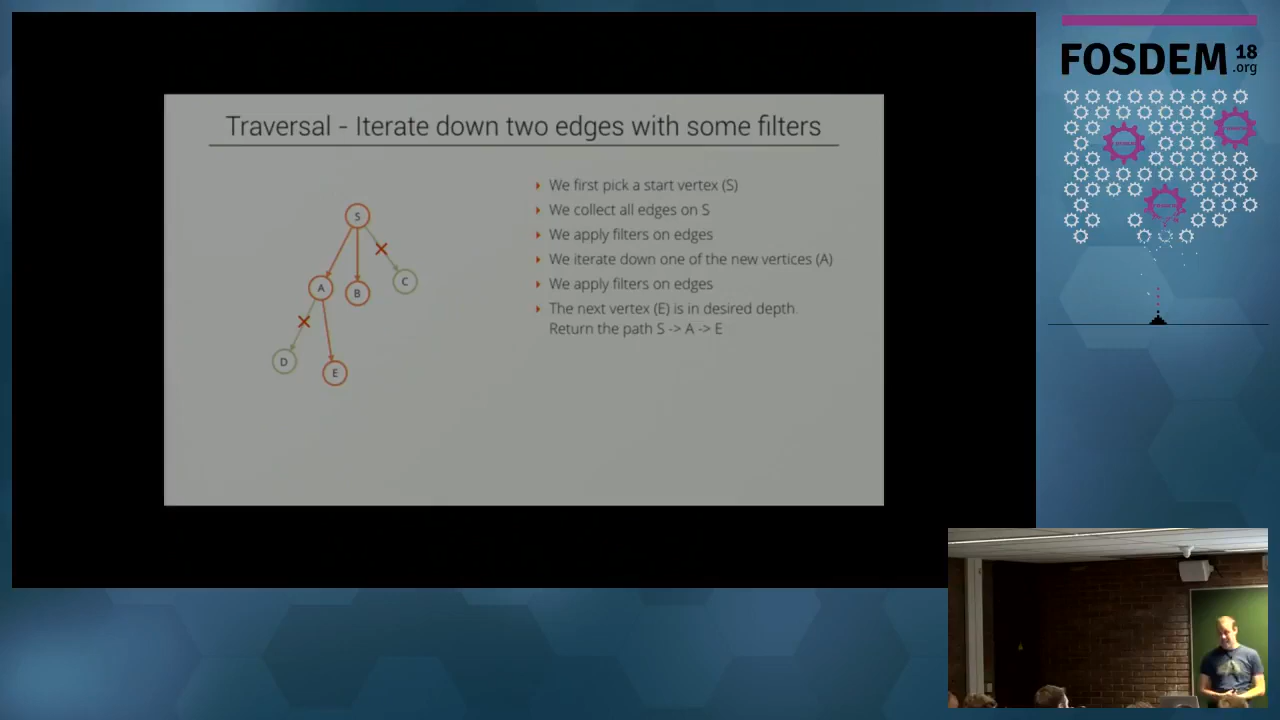 Traversal - Iterate down two edges with some filters
S
A
B
C
D
E
We first pick a start vertex (S)
We collect all edges on S
We apply filters on edges
We iterate down one of the new vertices (A)
We apply filters on edges
The next vertex (E) is in desired depth.
Return the path S -> A -> E
FOSDEM 18
.org